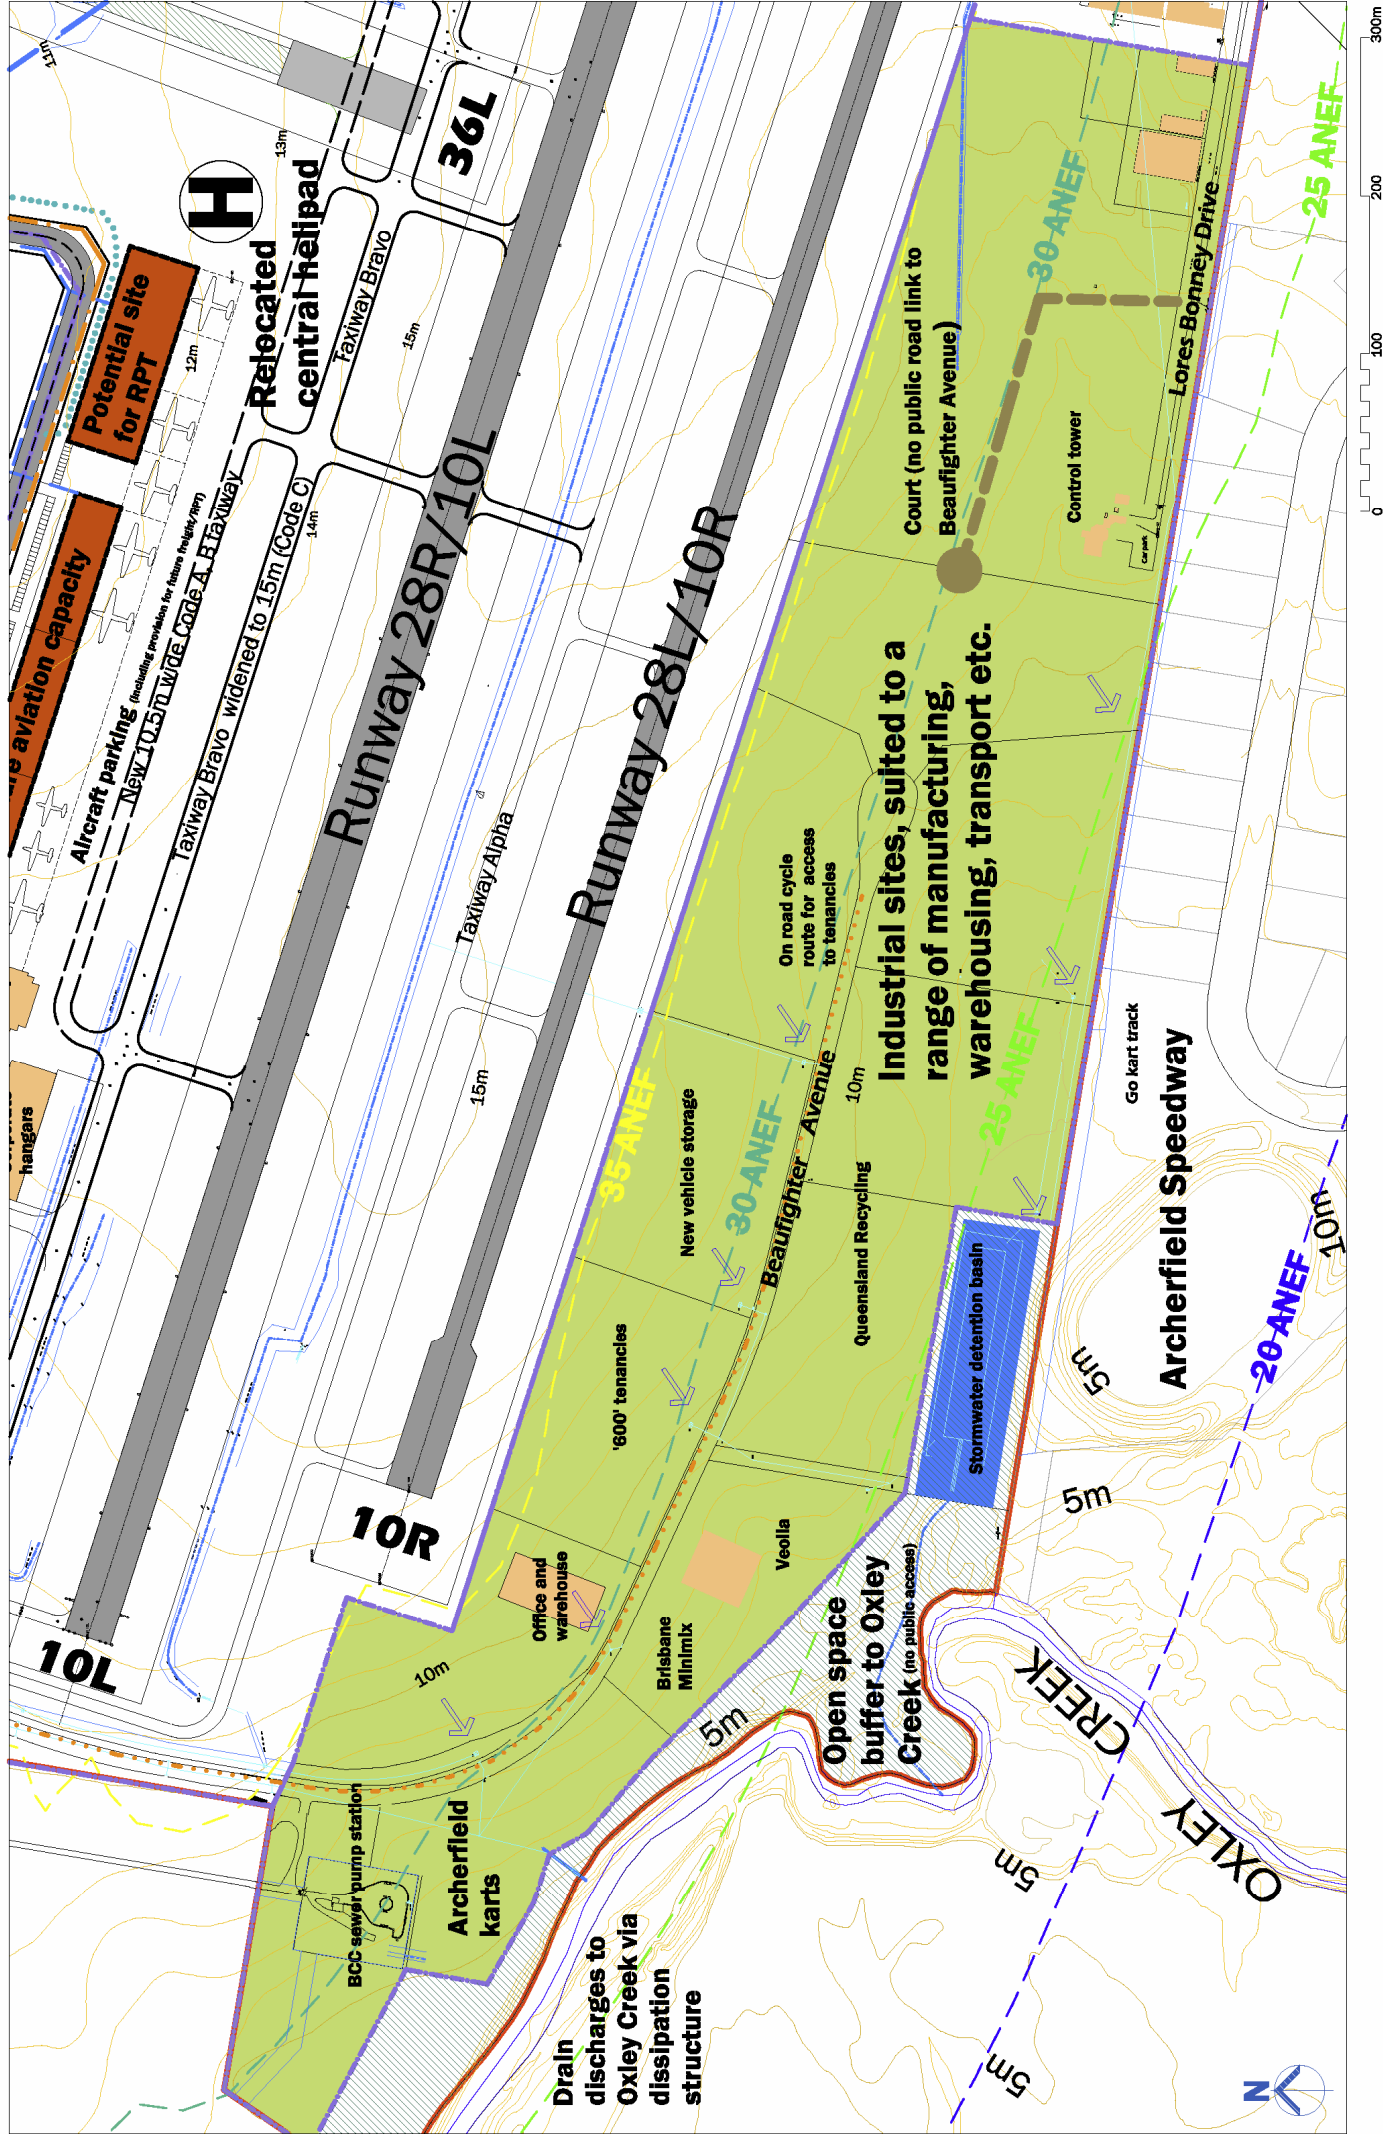 11m
13m
36L
H
Relocated
central helipad
Potential site
for RPT
12m
Taxiway Bravo
15m
aviation capacity
Aircraft parking (including provision for future freight/RPT)
New 10.5m wide Code A, B taxiway
Taxiway Bravo widened to 15m (Code C)
14m
Runway 28R/10L
Taxiway Alpha
Runway 28L/10R
15m
hangars
10R
10L
35 ANEF
30 ANEF
25 ANEF
30 ANEF
25 ANEF
20 ANEF
Lores Bonney Drive
Court (no public road link to
Beaufighter Avenue)
Control tower
Car park
Industrial sites, suited to a
range of manufacturing,
warehousing, transport etc.
On road cycle
route for access
to tenancies
10m
Beaufighter Avenue
New vehicle storage
Queensland Recycling
'600' tenancies
Stormwater detention basin
Go kart track
Archerfield Speedway
10m
5m
5m
Office and
warehouse
Veolia
Brisbane
Minimix
10m
5m
Open space
buffer to Oxley
Creek (no public access)
OXLEY CREEK
5m
5m
BCC sewer pump station
Archerfield
karts
Drain
discharges to
Oxley Creek via
dissipation
structure
N
0 100 200 300m